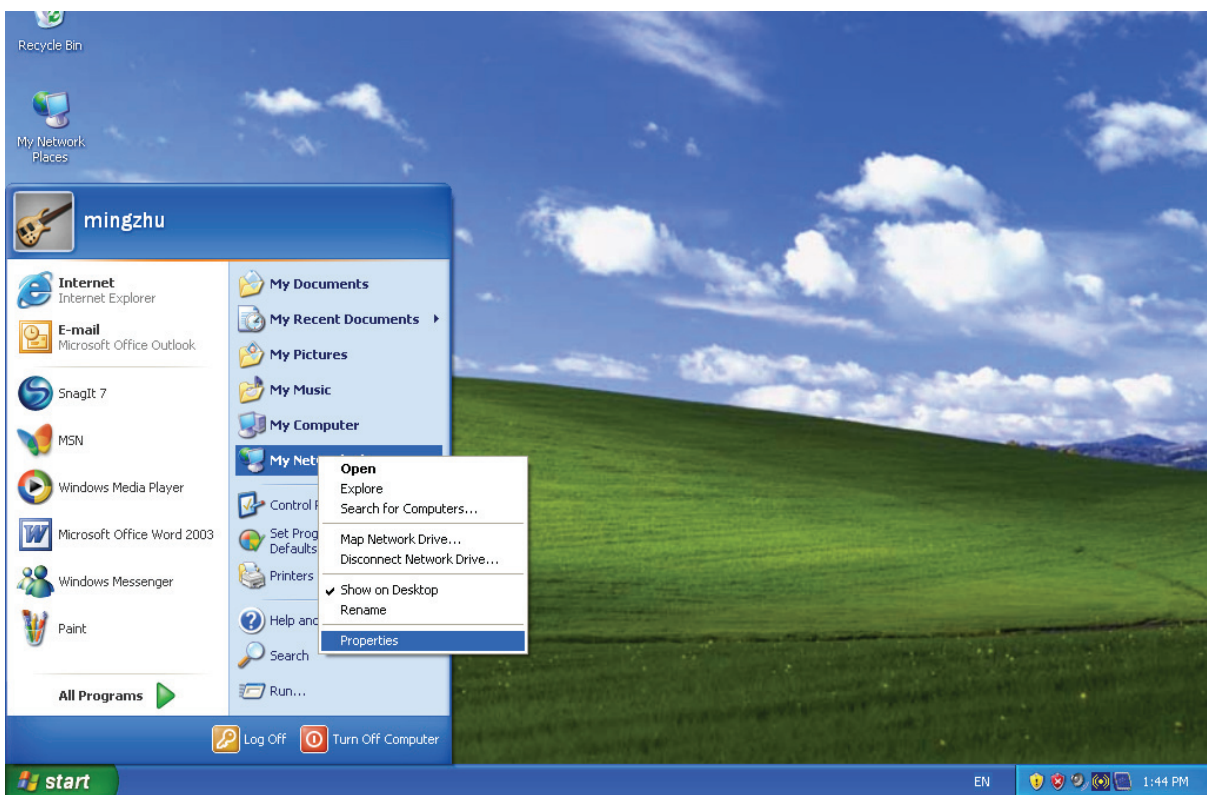 Recycle Bin
My Network
Places
mingzhu
Internet
Internet Explorer
E-mail
Microsoft Office Outlook
SnagIt 7
MSN
Windows Media Player
Microsoft Office Word 2003
Windows Messenger
Paint
All Programs
My Documents
My Recent Documents
My Pictures
My Music
My Computer
My Net
Control
Set Prog
Defaults
Printers
Help and
Search
Run...
Open
Explore
Search for Computers...
Map Network Drive...
Disconnect Network Drive...
Show on Desktop
Rename
Properties
Log Off
Turn Off Computer
start
EN
1:44 PM